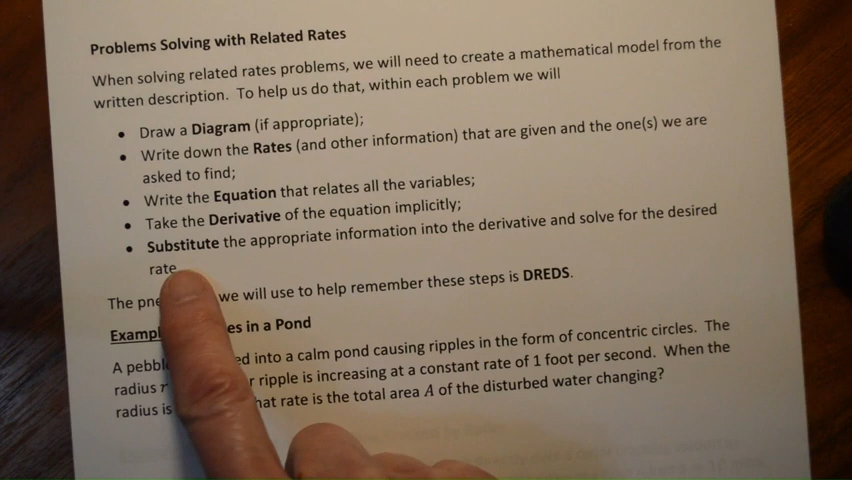 Problems Solving with Related Rates
When solving related rates problems, we will need to create a mathematical model from the
written description. To help us do that, within each problem we will
• Draw a Diagram (if appropriate);
• Write down the Rates (and other information) that are given and the one(s) we are
asked to find;
• Write the Equation that relates all the variables;
• Take the Derivative of the equation implicitly;
• Substitute the appropriate information into the derivative and solve for the desired
rate
The we will use to help remember these steps is DREDS.
in a Pond
A into a calm pond causing ripples in the form of concentric circles. The
radius r ripple is increasing at a constant rate of 1 foot per second. When the
radius is rate is the total area A of the disturbed water changing?